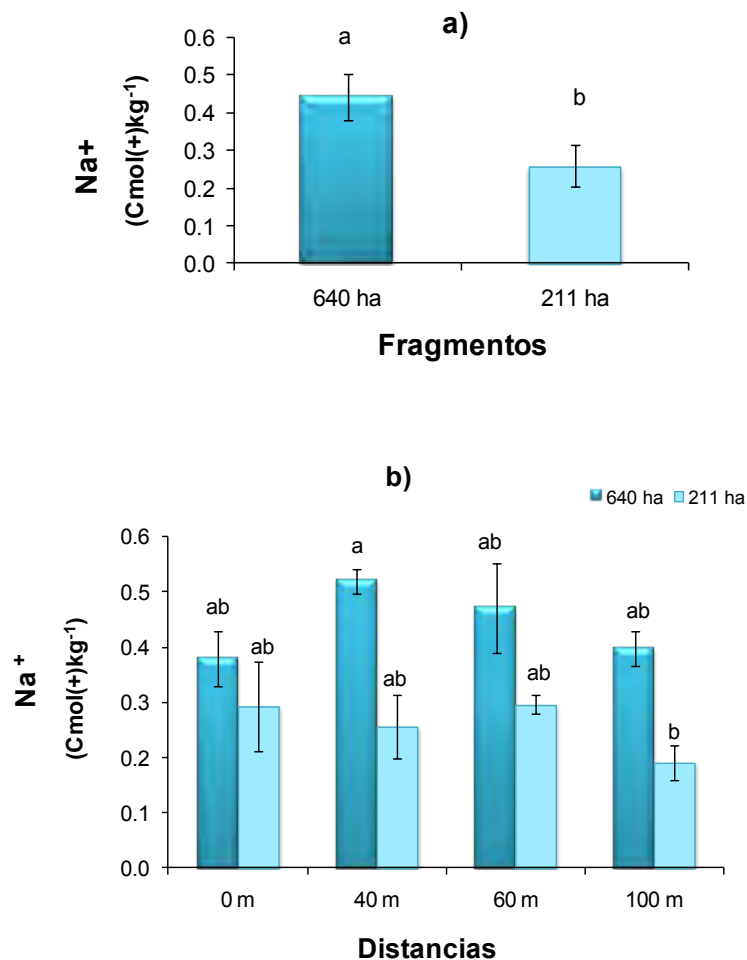 a)
Na+
(Cmol(+)kg-1)
0.6
0.5
0.4
0.3
0.2
0.1
0.0
a
b
640 ha
211 ha
Fragmentos
b)
640 ha
211 ha
Na +
(Cmol(+)kg-1)
0.6
0.5
0.4
0.3
0.2
0.1
0.0
ab
ab
a
ab
ab
ab
ab
b
0 m
40 m
60 m
100 m
Distancias